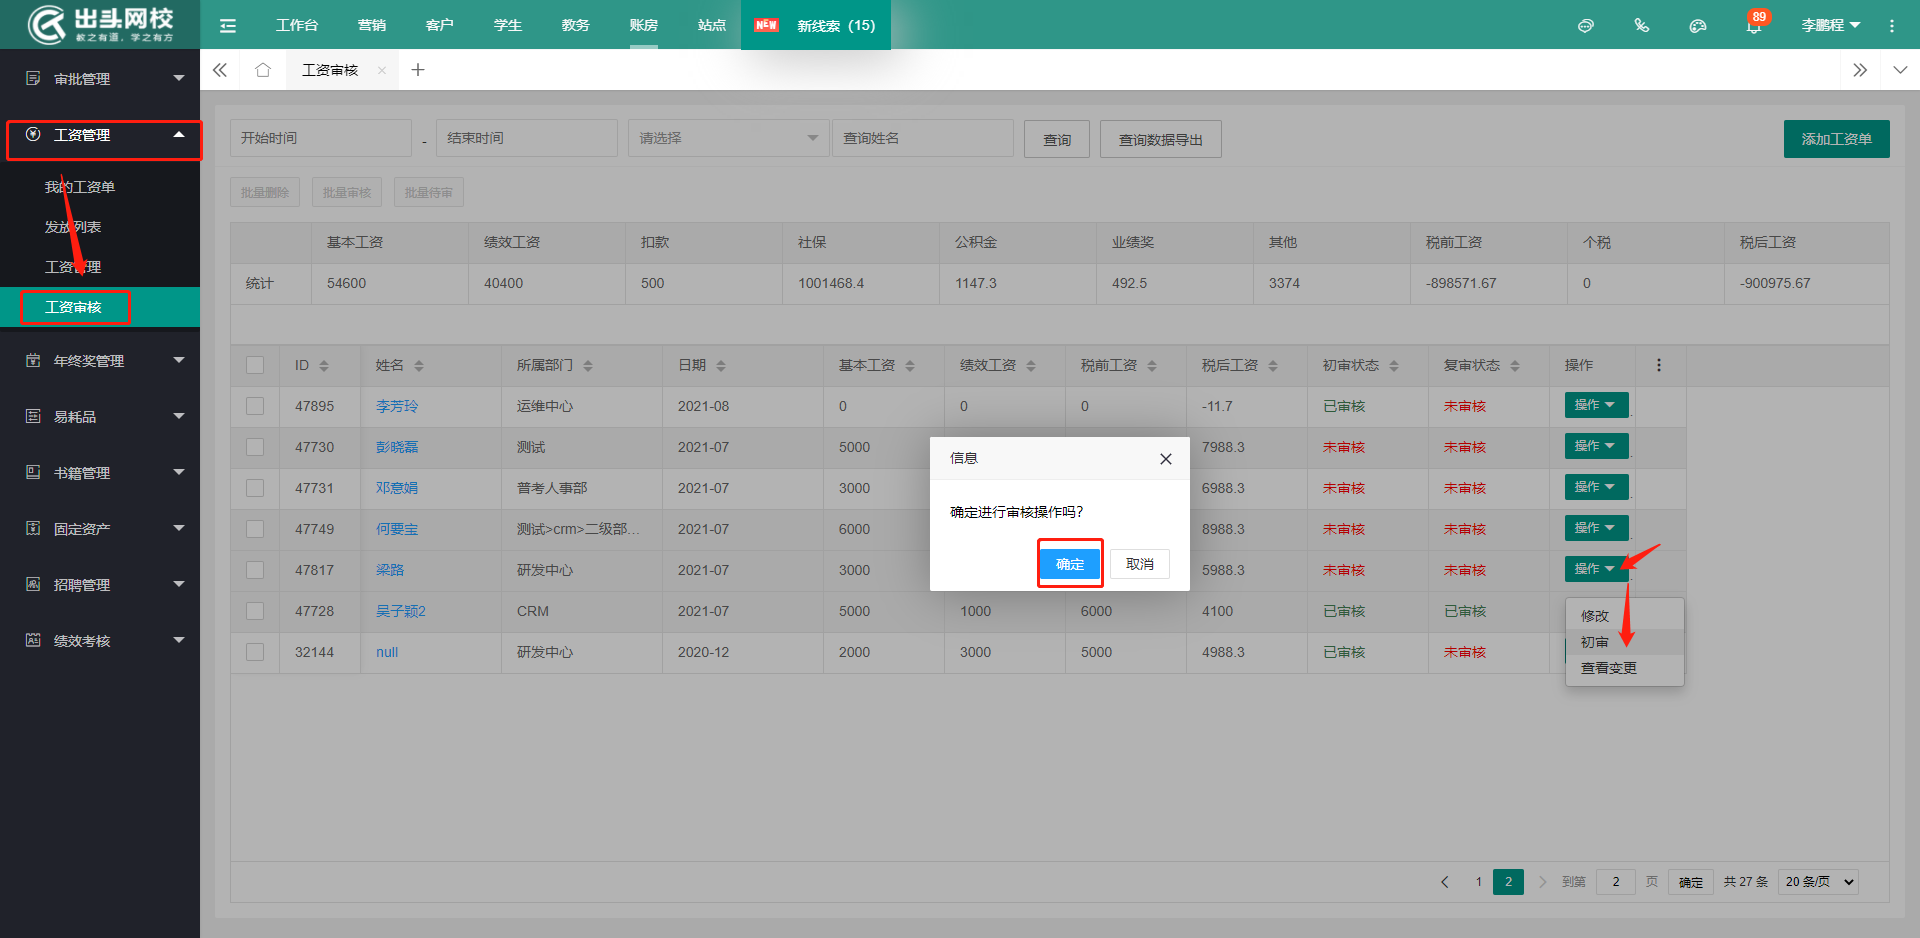 出头网校
教之有道，学之有方
工作台
营销
客户
学生
教务
账房
站点
NEW
新线索（15）
89
李鹏程
审批管理
工资管理
我的工资单
发放列表
工资管理
工资审核
年终奖管理
易耗品
书籍管理
固定资产
招聘管理
绩效考核
工资审核
开始时间 - 结束时间 请选择 查询姓名 查询 查询数据导出 添加工资单
批量删除 批量审核 批量待审
基本工资 绩效工资 扣款 社保 公积金 业绩奖 其他 税前工资 个税 税后工资
统计 54600 40400 500 1001468.4 1147.3 492.5 3374 -898571.67 0 -900975.67
ID 姓名 所属部门 日期 基本工资 绩效工资 税前工资 税后工资 初审状态 复审状态 操作
47895 李芳玲 运维中心 2021-08 0 0 0 -11.7 已审核 未审核 操作
47730 彭晓磊 测试 2021-07 5000 7988.3 未审核 未审核 操作
47731 邓意娟 普考人事部 2021-07 3000 6988.3 未审核 未审核 操作
47749 何要宝 测试>crm>二级部... 2021-07 6000 8988.3 未审核 未审核 操作
47817 梁路 研发中心 2021-07 3000 5988.3 未审核 未审核 操作
47728 吴子颖2 CRM 2021-07 5000 1000 6000 4100 已审核 已审核
32144 null 研发中心 2020-12 2000 3000 5000 4988.3 已审核 未审核
信息
确定进行审核操作吗？
确定 取消
修改
初审
查看变更
1 2 到第 2 页 确定 共 27 条 20 条/页